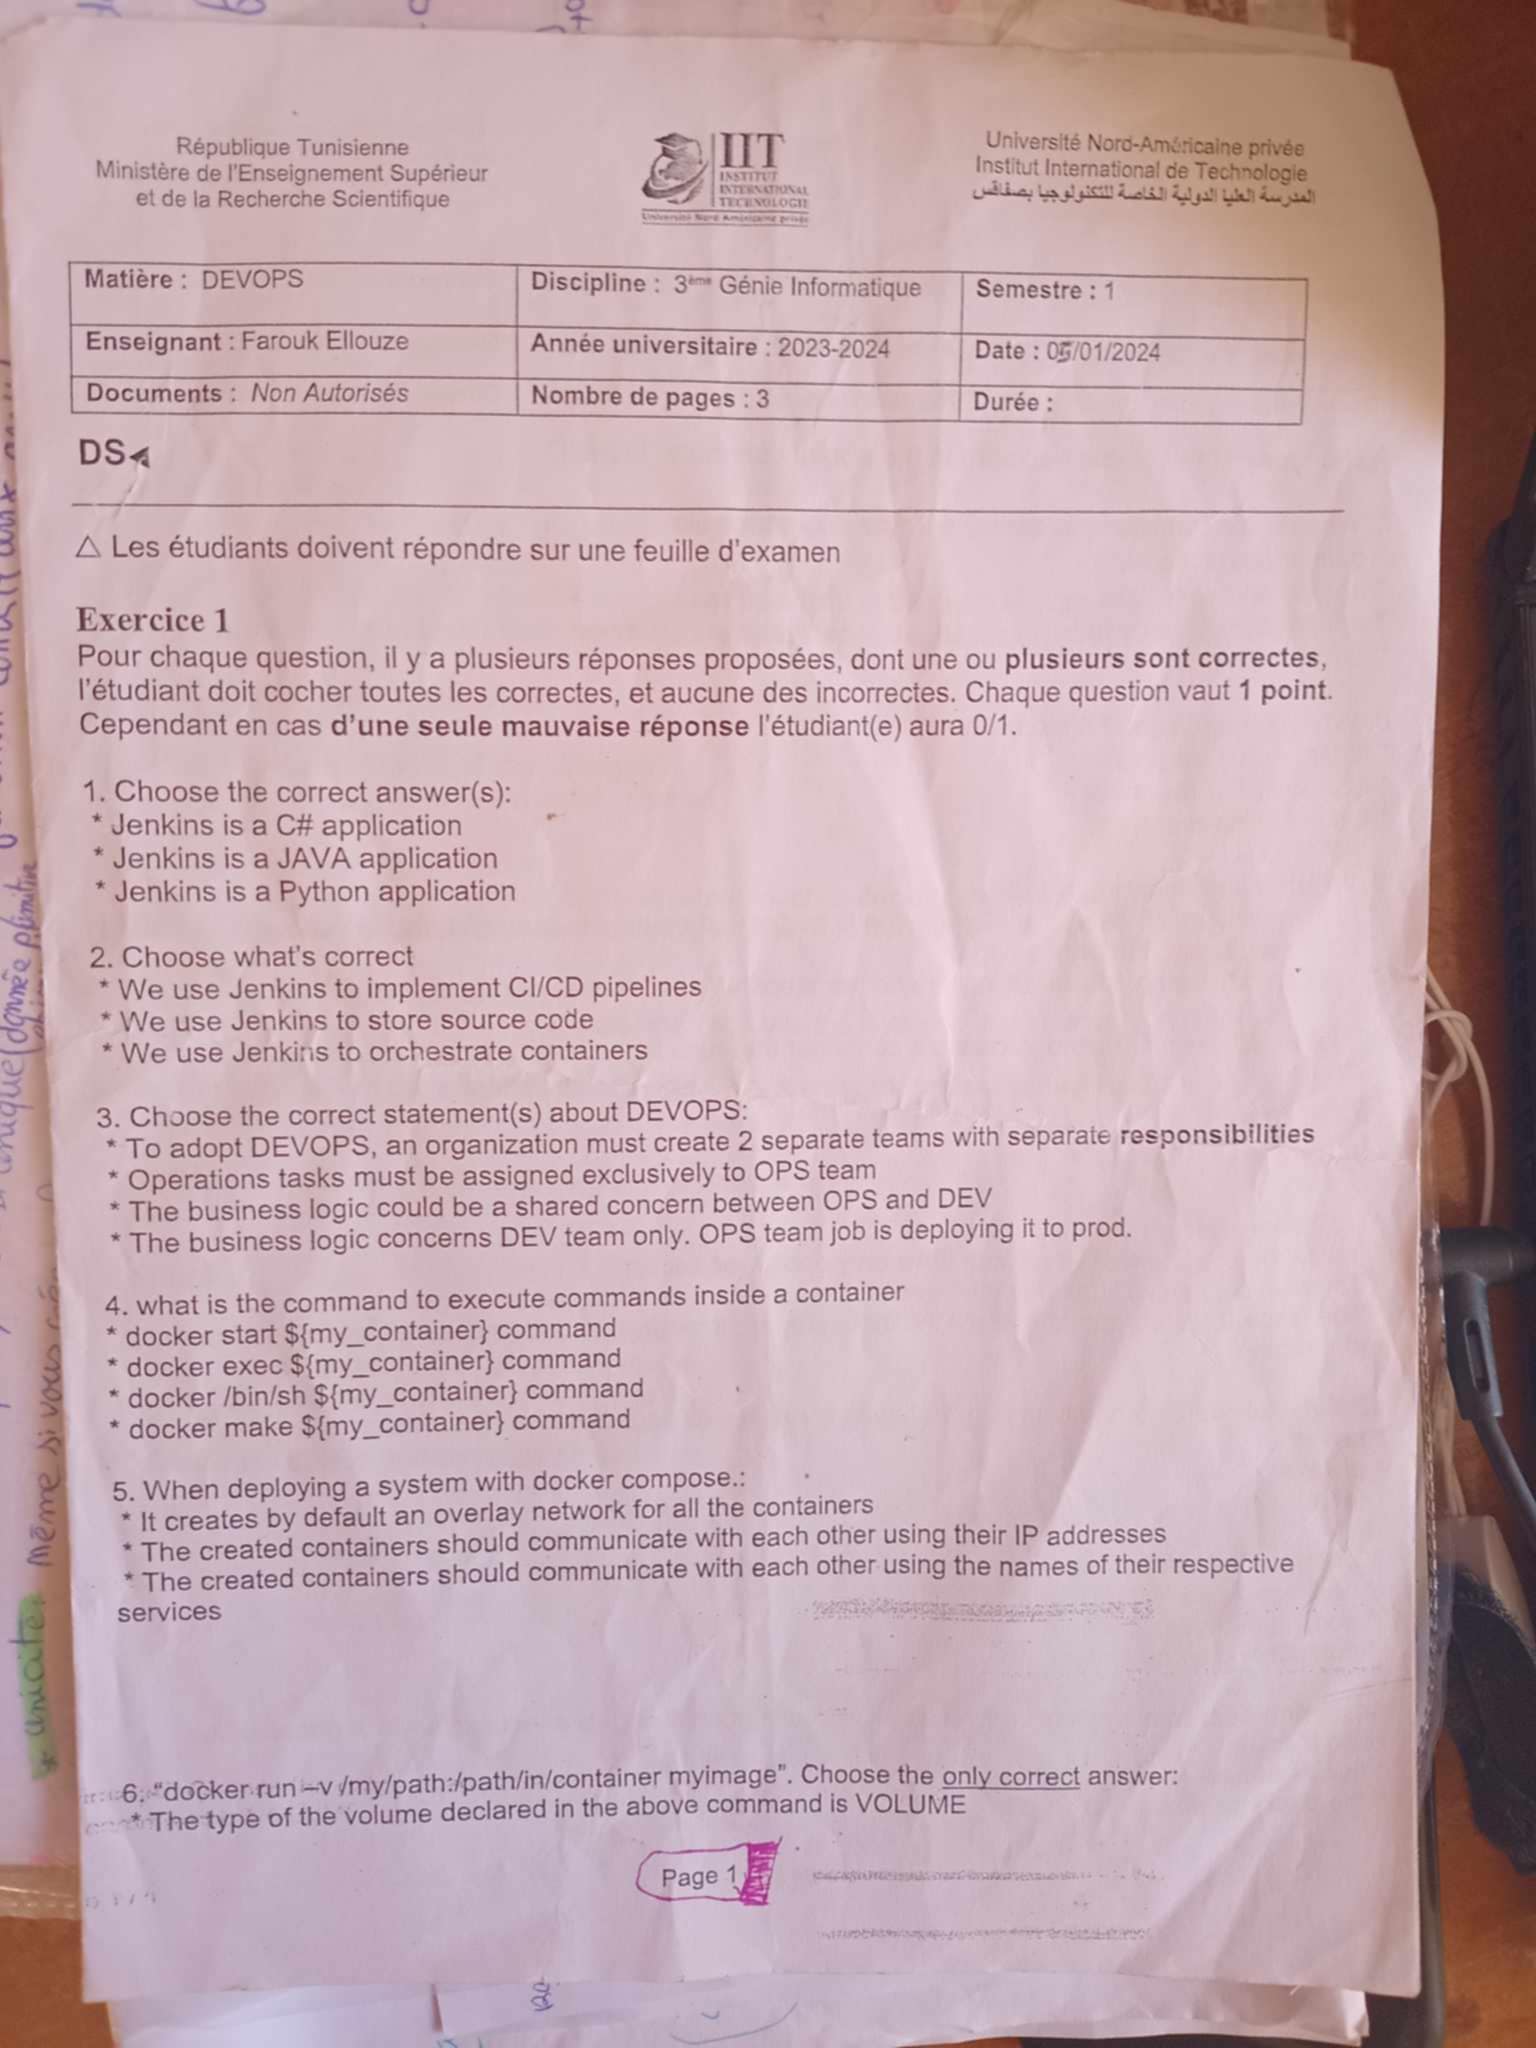 République Tunisienne
Ministère de l'Enseignement Supérieur
et de la Recherche Scientifique
IIT
INSTITUT
INTERNATIONAL
TECHNOLOGIE
Université Nord Américaine privée
Université Nord-Américaine privée
Institut International de Technologie
المدرسة العليا الدولية الخاصة للتكنولوجيا بصفاقس
Matière : DEVOPS
Discipline : 3ème Génie Informatique
Semestre : 1
Enseignant : Farouk Ellouze
Année universitaire : 2023-2024
Date : 05/01/2024
Documents : Non Autorisés
Nombre de pages : 3
Durée :
DS
△ Les étudiants doivent répondre sur une feuille d'examen
Exercice 1
Pour chaque question, il y a plusieurs réponses proposées, dont une ou plusieurs sont correctes,
l'étudiant doit cocher toutes les correctes, et aucune des incorrectes. Chaque question vaut 1 point.
Cependant en cas d'une seule mauvaise réponse l'étudiant(e) aura 0/1.
1. Choose the correct answer(s):
* Jenkins is a C# application
* Jenkins is a JAVA application
* Jenkins is a Python application
2. Choose what's correct
* We use Jenkins to implement CI/CD pipelines
* We use Jenkins to store source code
* We use Jenkins to orchestrate containers
3. Choose the correct statement(s) about DEVOPS:
* To adopt DEVOPS, an organization must create 2 separate teams with separate responsibilities
* Operations tasks must be assigned exclusively to OPS team
* The business logic could be a shared concern between OPS and DEV
* The business logic concerns DEV team only. OPS team job is deploying it to prod.
4. what is the command to execute commands inside a container
* docker start ${my_container} command
* docker exec ${my_container} command
* docker /bin/sh ${my_container} command
* docker make ${my_container} command
5. When deploying a system with docker compose.:
* It creates by default an overlay network for all the containers
* The created containers should communicate with each other using their IP addresses
* The created containers should communicate with each other using the names of their respective
services
6. "docker run –v /my/path:/path/in/container myimage". Choose the only correct answer:
* The type of the volume declared in the above command is VOLUME
Page 1
* unicité: même si vous